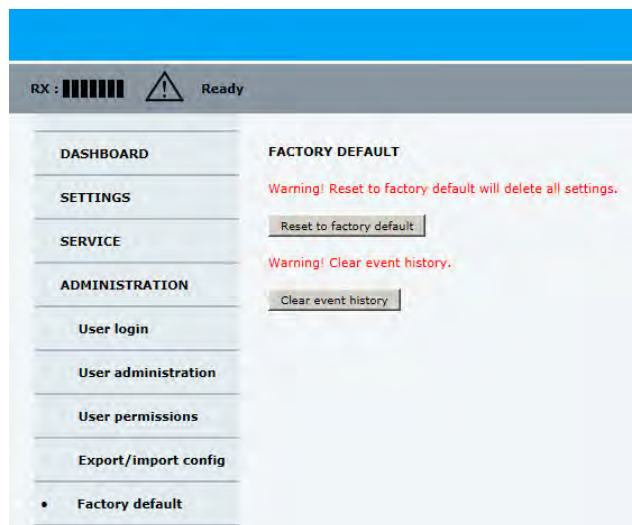 RX : Ready
DASHBOARD
SETTINGS
SERVICE
ADMINISTRATION
User login
User administration
User permissions
Export/import config
• Factory default
FACTORY DEFAULT
Warning! Reset to factory default will delete all settings.
Reset to factory default
Warning! Clear event history.
Clear event history